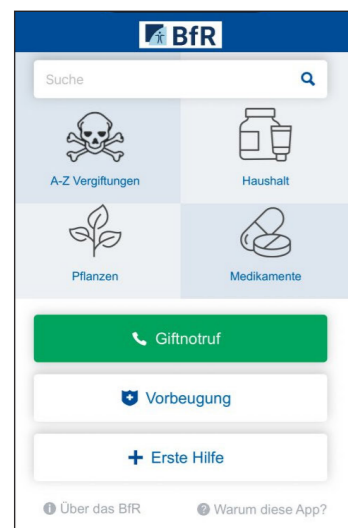 BfR
Suche
A-Z Vergiftungen
Haushalt
Pflanzen
Medikamente
Giftnotruf
Vorbeugung
Erste Hilfe
Über das BfR
Warum diese App?